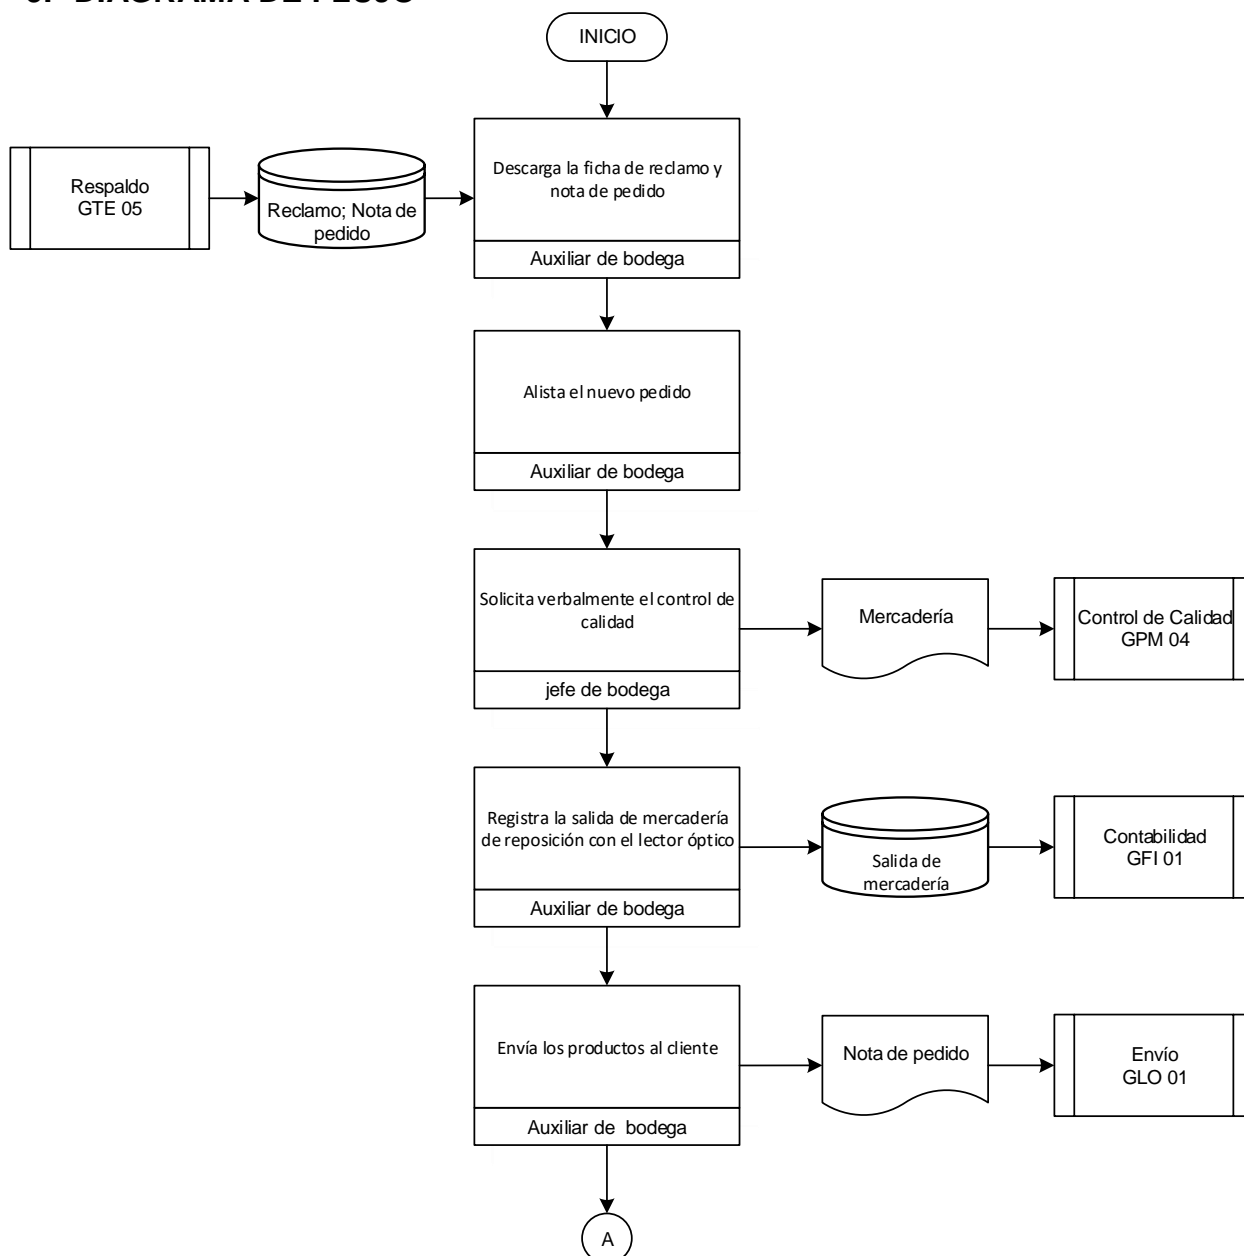 DIAGRAMA DE FLUJO
INICIO
Descarga la ficha de reclamo y
nota de pedido
Auxiliar de bodega
Respaldo
GTE 05
Reclamo; Nota de
pedido
Alista el nuevo pedido
Auxiliar de bodega
Solicita verbalmente el control de
calidad
jefe de bodega
Mercadería
Control de Calidad
GPM 04
Registra la salida de mercadería
de reposición con el lector óptico
Auxiliar de bodega
Salida de
mercadería
Contabilidad
GFI 01
Envía los productos al cliente
Auxiliar de bodega
Nota de pedido
Envío
GLO 01
A